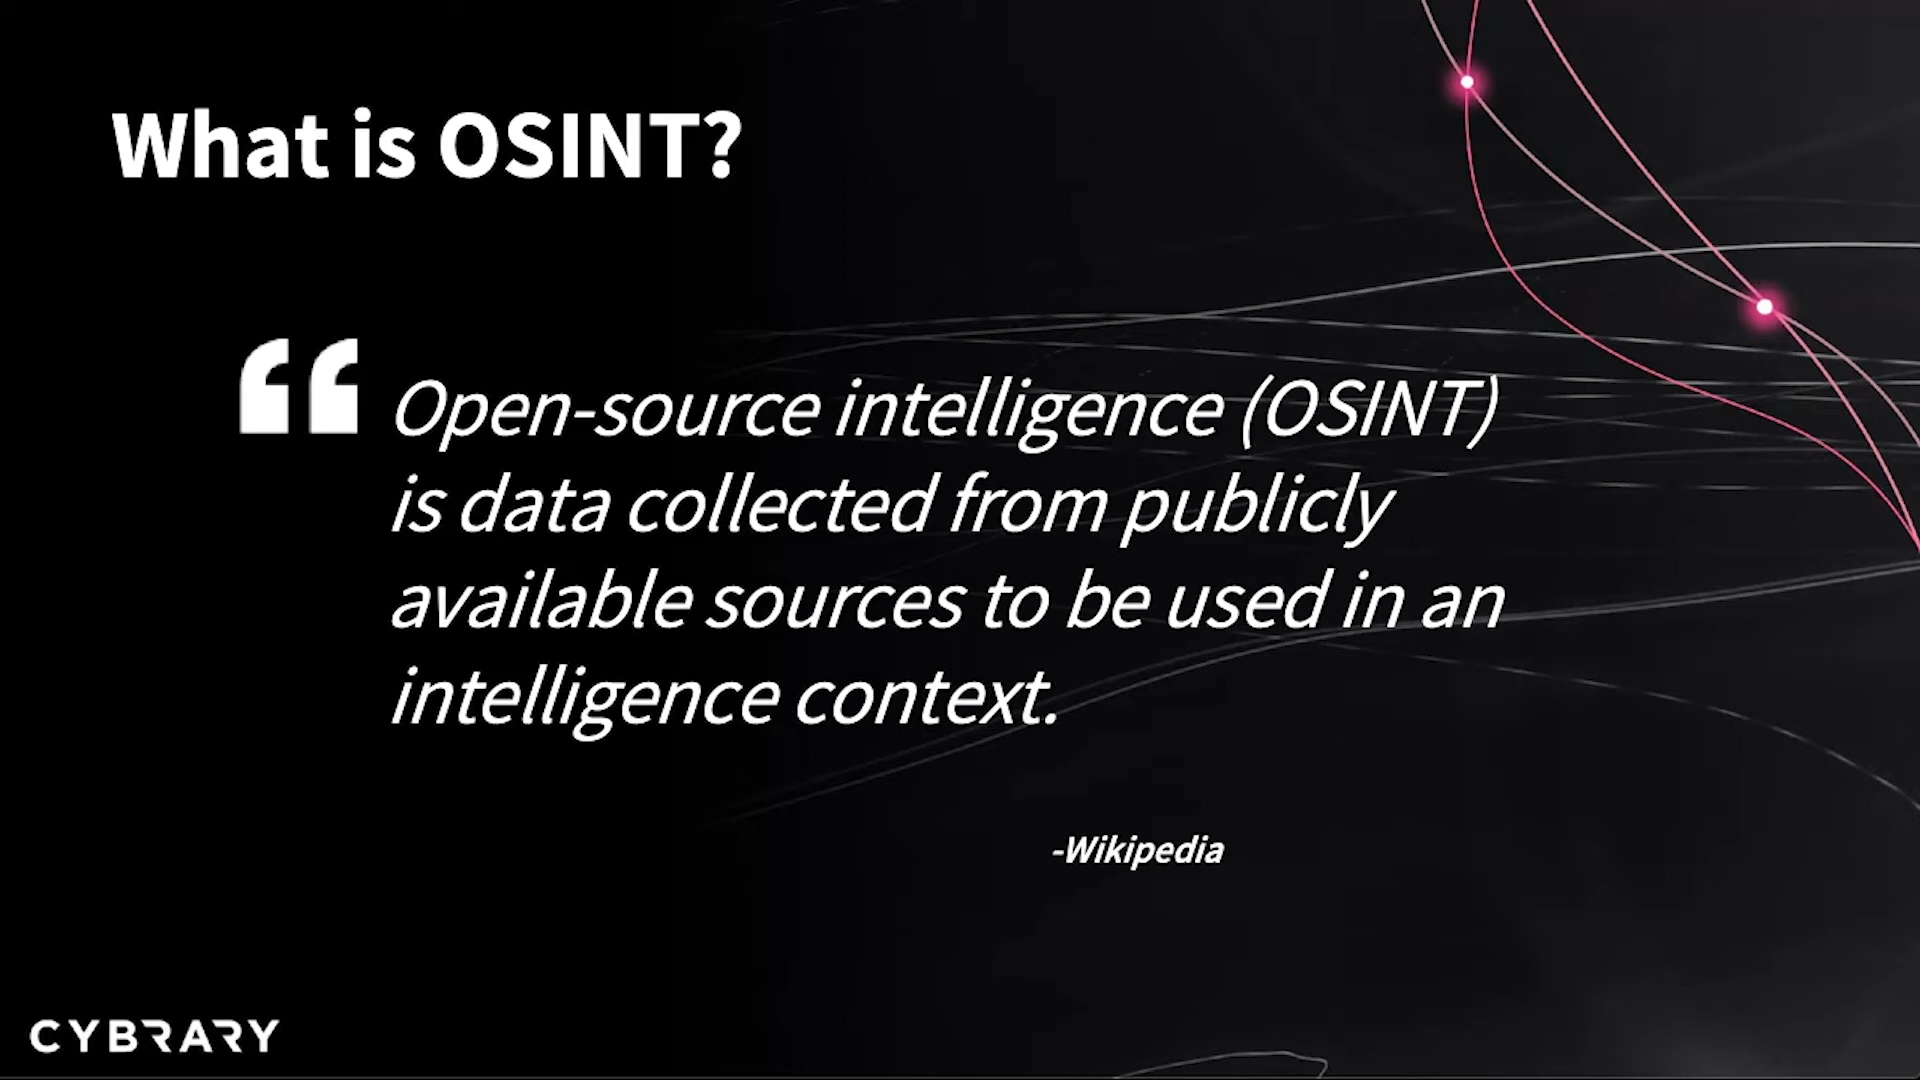 What is OSINT?
“ Open-source intelligence (OSINT)
is data collected from publicly
available sources to be used in an
intelligence context.
-Wikipedia
CYBRARY